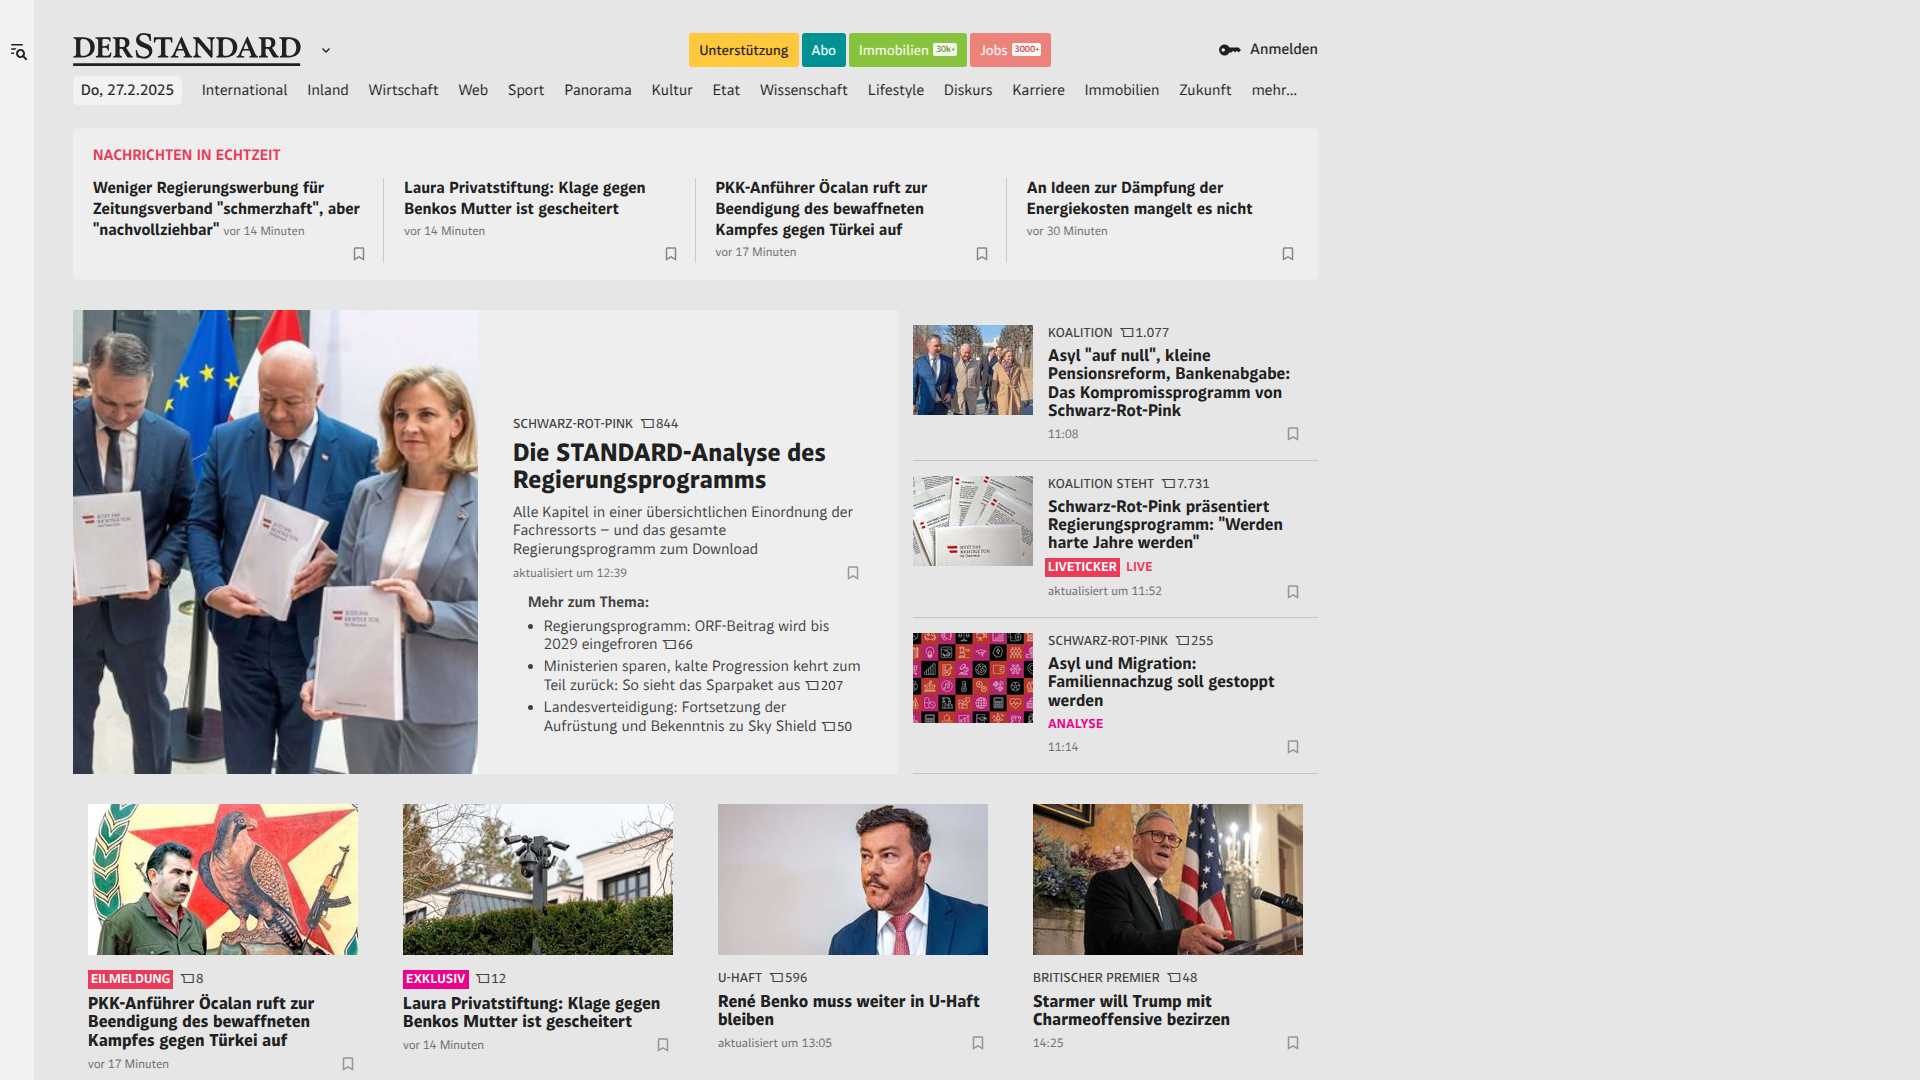 DERSTANDARD
Unterstützung
Abo
Immobilien 30k+
Jobs 3000+
Anmelden
Do, 27.2.2025
International
Inland
Wirtschaft
Web
Sport
Panorama
Kultur
Etat
Wissenschaft
Lifestyle
Diskurs
Karriere
Immobilien
Zukunft
mehr...
NACHRICHTEN IN ECHTZEIT
Weniger Regierungswerbung für
Zeitungsverband "schmerzhaft", aber
"nachvollziehbar" vor 14 Minuten
Laura Privatstiftung: Klage gegen
Benkos Mutter ist gescheitert
vor 14 Minuten
PKK-Anführer Öcalan ruft zur
Beendigung des bewaffneten
Kampfes gegen Türkei auf
vor 17 Minuten
An Ideen zur Dämpfung der
Energiekosten mangelt es nicht
vor 30 Minuten
SCHWARZ-ROT-PINK 844
Die STANDARD-Analyse des
Regierungsprogramms
Alle Kapitel in einer übersichtlichen Einordnung der
Fachressorts – und das gesamte
Regierungsprogramm zum Download
aktualisiert um 12:39
Mehr zum Thema:
Regierungsprogramm: ORF-Beitrag wird bis
2029 eingefroren 66
Ministerien sparen, kalte Progression kehrt zum
Teil zurück: So sieht das Sparpaket aus 207
Landesverteidigung: Fortsetzung der
Aufrüstung und Bekenntnis zu Sky Shield 50
KOALITION 1.077
Asyl "auf null", kleine
Pensionsreform, Bankenabgabe:
Das Kompromissprogramm von
Schwarz-Rot-Pink
11:08
KOALITION STEHT 7.731
Schwarz-Rot-Pink präsentiert
Regierungsprogramm: "Werden
harte Jahre werden"
LIVETICKER LIVE
aktualisiert um 11:52
SCHWARZ-ROT-PINK 255
Asyl und Migration:
Familiennachzug soll gestoppt
werden
ANALYSE
11:14
EILMELDUNG 8
PKK-Anführer Öcalan ruft zur
Beendigung des bewaffneten
Kampfes gegen Türkei auf
vor 17 Minuten
EXKLUSIV 12
Laura Privatstiftung: Klage gegen
Benkos Mutter ist gescheitert
vor 14 Minuten
U-HAFT 596
René Benko muss weiter in U-Haft
bleiben
aktualisiert um 13:05
BRITISCHER PREMIER 48
Starmer will Trump mit
Charmeoffensive bezirzen
14:25